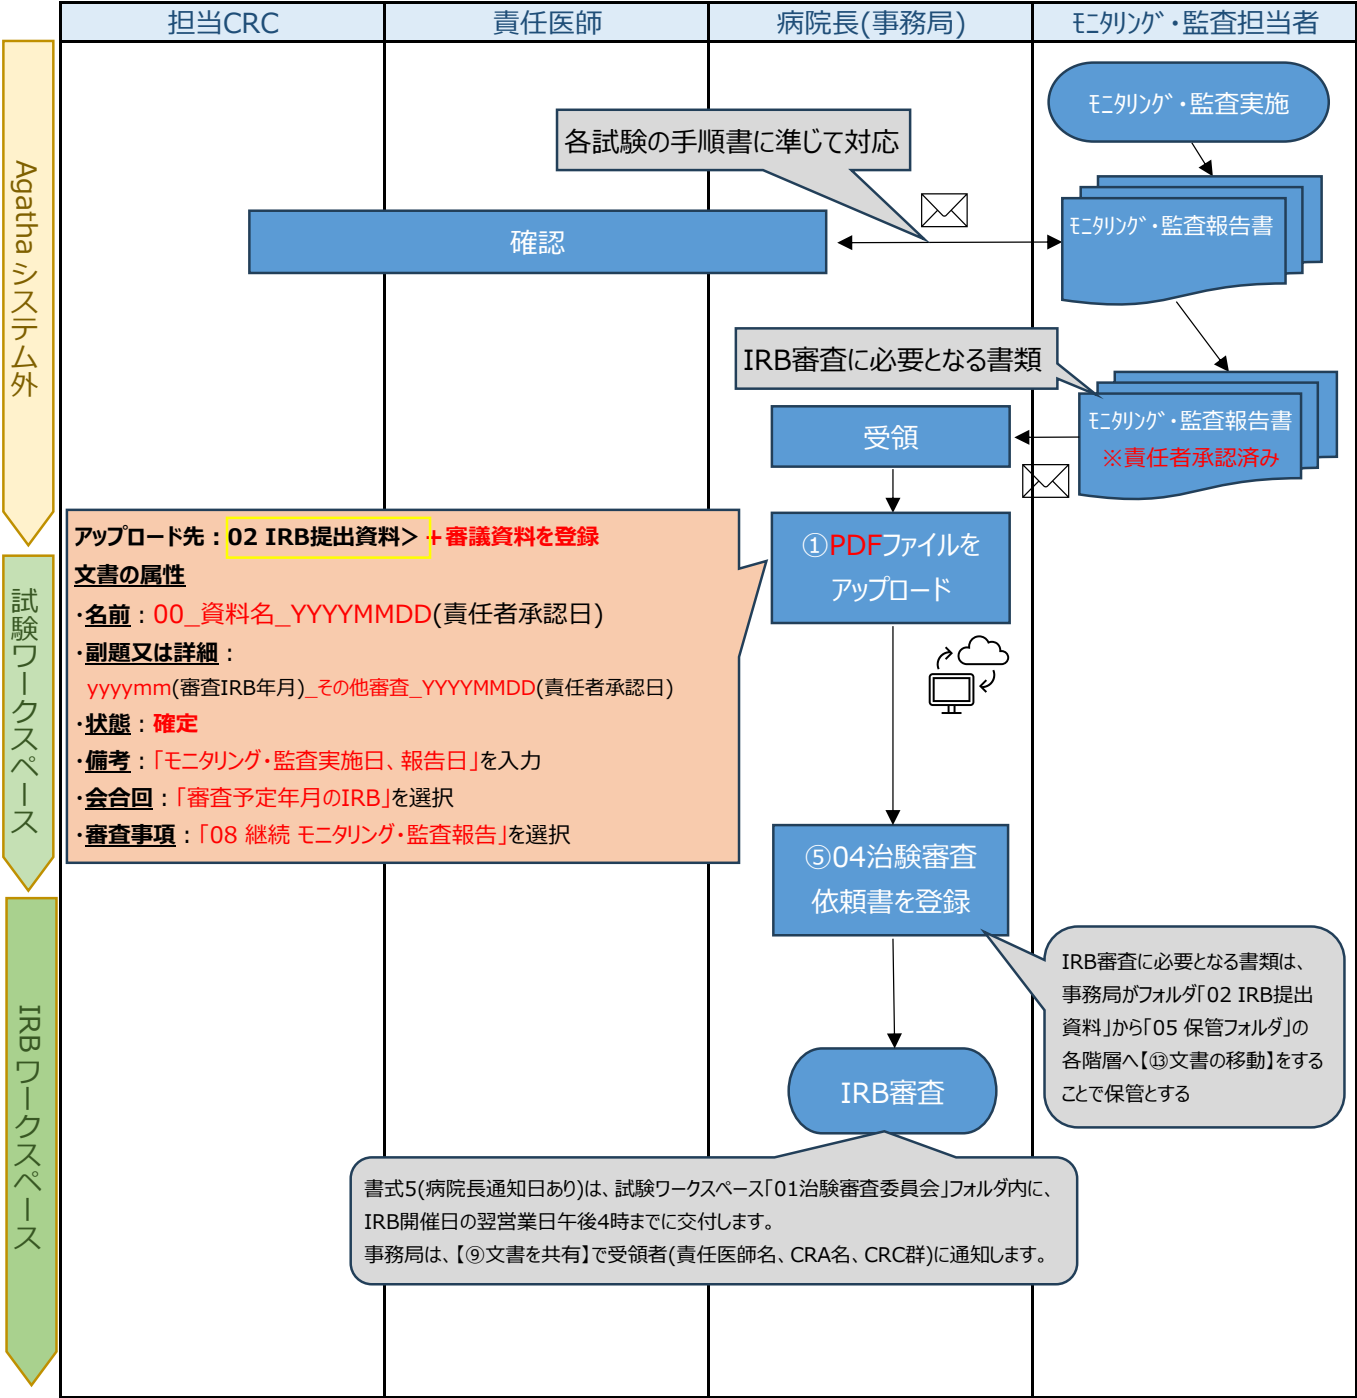 担当CRC
責任医師
病院長(事務局)
ﾓﾆﾀﾘﾝｸﾞ・監査担当者
Agatha システム外
試験ワークスペース
IRB ワークスペース
ﾓﾆﾀﾘﾝｸﾞ・監査実施
各試験の手順書に準じて対応
確認
ﾓﾆﾀﾘﾝｸﾞ・監査報告書
IRB審査に必要となる書類
受領
ﾓﾆﾀﾘﾝｸﾞ・監査報告書
※責任者承認済み
アップロード先：02 IRB提出資料＞＋審議資料を登録
文書の属性
・名前：00_資料名_YYYYMMDD(責任者承認日)
・副題又は詳細：
yyyymm(審査IRB年月)_その他審査_YYYYMMDD(責任者承認日)
・状態：確定
・備考：「モニタリング・監査実施日、報告日」を入力
・会合回：「審査予定年月のIRB」を選択
・審査事項：「08 継続 モニタリング・監査報告」を選択
①PDFファイルを
アップロード
⑤04治験審査
依頼書を登録
IRB審査に必要となる書類は、
事務局がフォルダ「02 IRB提出
資料」から「05 保管フォルダ」の
各階層へ【⑬文書の移動】をする
ことで保管とする
IRB審査
書式5(病院長通知日あり)は、試験ワークスペース「01治験審査委員会」フォルダ内に、
IRB開催日の翌営業日午後4時までに交付します。
事務局は、【⑨文書を共有】で受領者(責任医師名、CRA名、CRC群)に通知します。